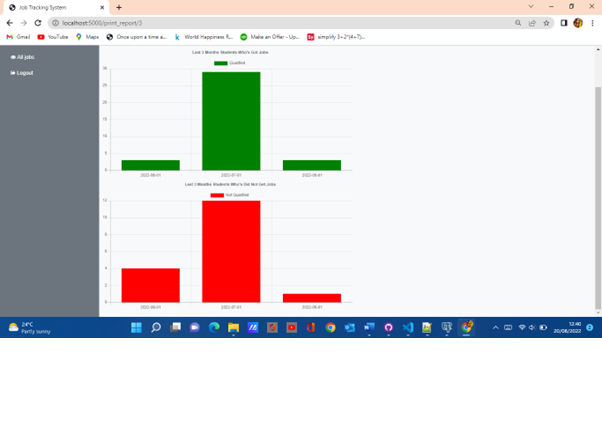 Job Tracking System
localhost:5000/print_report/3
Gmail
YouTube
Maps
Once upon a time a...
World Happiness R...
Make an Offer - Up...
simplify 3+2*(4+7)...
All jobs
Logout
Last 3 Months Students Who's Got Jobs
Qualified
30
25
20
15
10
5
0
2022-06-01
2022-07-01
2022-08-01
Last 3 Months Students Who's Did Not Get Jobs
Not Qualified
12
10
8
6
4
2
0
2022-06-01
2022-07-01
2022-08-01
24°C
Partly sunny
12:40
20/08/2022
2